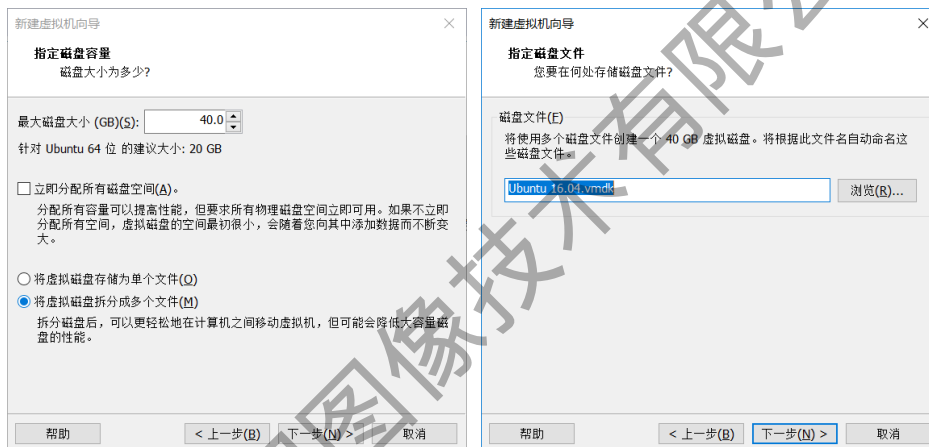 新建虚拟机向导
指定磁盘容量
磁盘大小为多少?
最大磁盘大小 (GB)(S): 40.0
针对 Ubuntu 64 位 的建议大小: 20 GB
立即分配所有磁盘空间(A)。
分配所有容量可以提高性能，但要求所有物理磁盘空间立即可用。如果不立即
分配所有空间，虚拟磁盘的空间最初很小，会随着您向其中添加数据而不断变
大。
将虚拟磁盘存储为单个文件(O)
将虚拟磁盘拆分成多个文件(M)
拆分磁盘后，可以更轻松地在计算机之间移动虚拟机，但可能会降低大容量磁
盘的性能。
帮助 < 上一步(B) 下一步(N) > 取消
新建虚拟机向导
指定磁盘文件
您要在何处存储磁盘文件?
磁盘文件(F)
将使用多个磁盘文件创建一个 40 GB 虚拟磁盘。将根据此文件名自动命名这
些磁盘文件。
Ubuntu 16.04.vmdk 浏览(R)...
帮助 < 上一步(B) 下一步(N) > 取消
图像技术有限